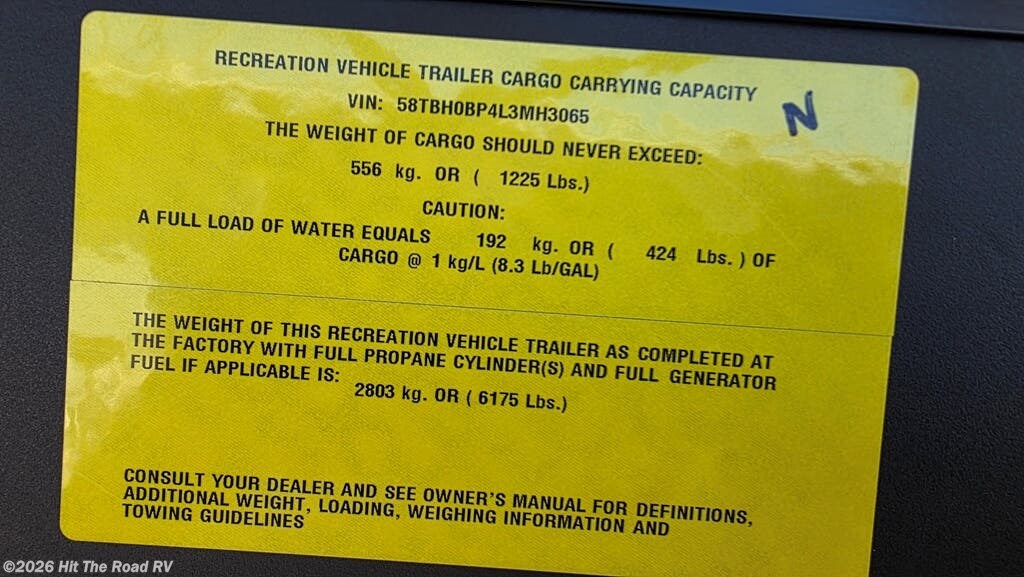 RECREATION VEHICLE TRAILER CARGO CARRYING CAPACITY
VIN: 58TBH0BP4L3MH3065
N
THE WEIGHT OF CARGO SHOULD NEVER EXCEED:
556 kg. OR ( 1225 Lbs.)
CAUTION:
A FULL LOAD OF WATER EQUALS 192 kg. OR ( 424 Lbs. ) OF
CARGO @ 1 kg/L (8.3 Lb/GAL)
THE WEIGHT OF THIS RECREATION VEHICLE TRAILER AS COMPLETED AT
THE FACTORY WITH FULL PROPANE CYLINDER(S) AND FULL GENERATOR
FUEL IF APPLICABLE IS:
2803 kg. OR ( 6175 Lbs.)
CONSULT YOUR DEALER AND SEE OWNER'S MANUAL FOR DEFINITIONS,
ADDITIONAL WEIGHT, LOADING, WEIGHING INFORMATION AND
TOWING GUIDELINES
©2026 Hit The Road RV